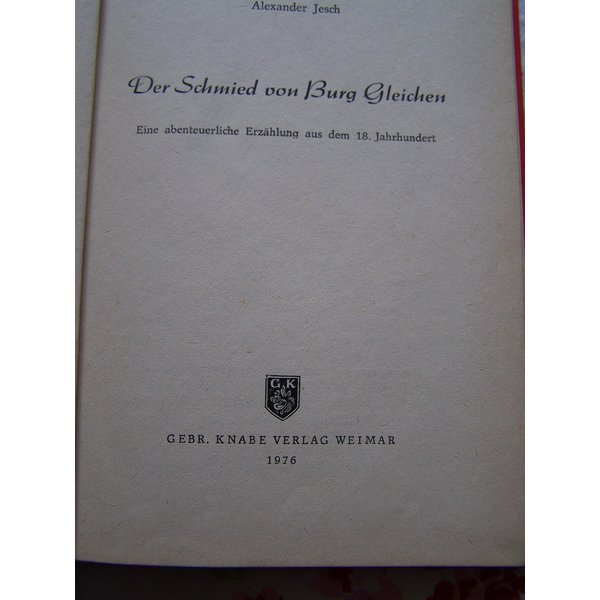 Alexander Jesch
Der Schmied von Burg Gleichen
Eine abenteuerliche Erzählung aus dem 18. Jahrhundert
G K
GEBR. KNABE VERLAG WEIMAR
1976